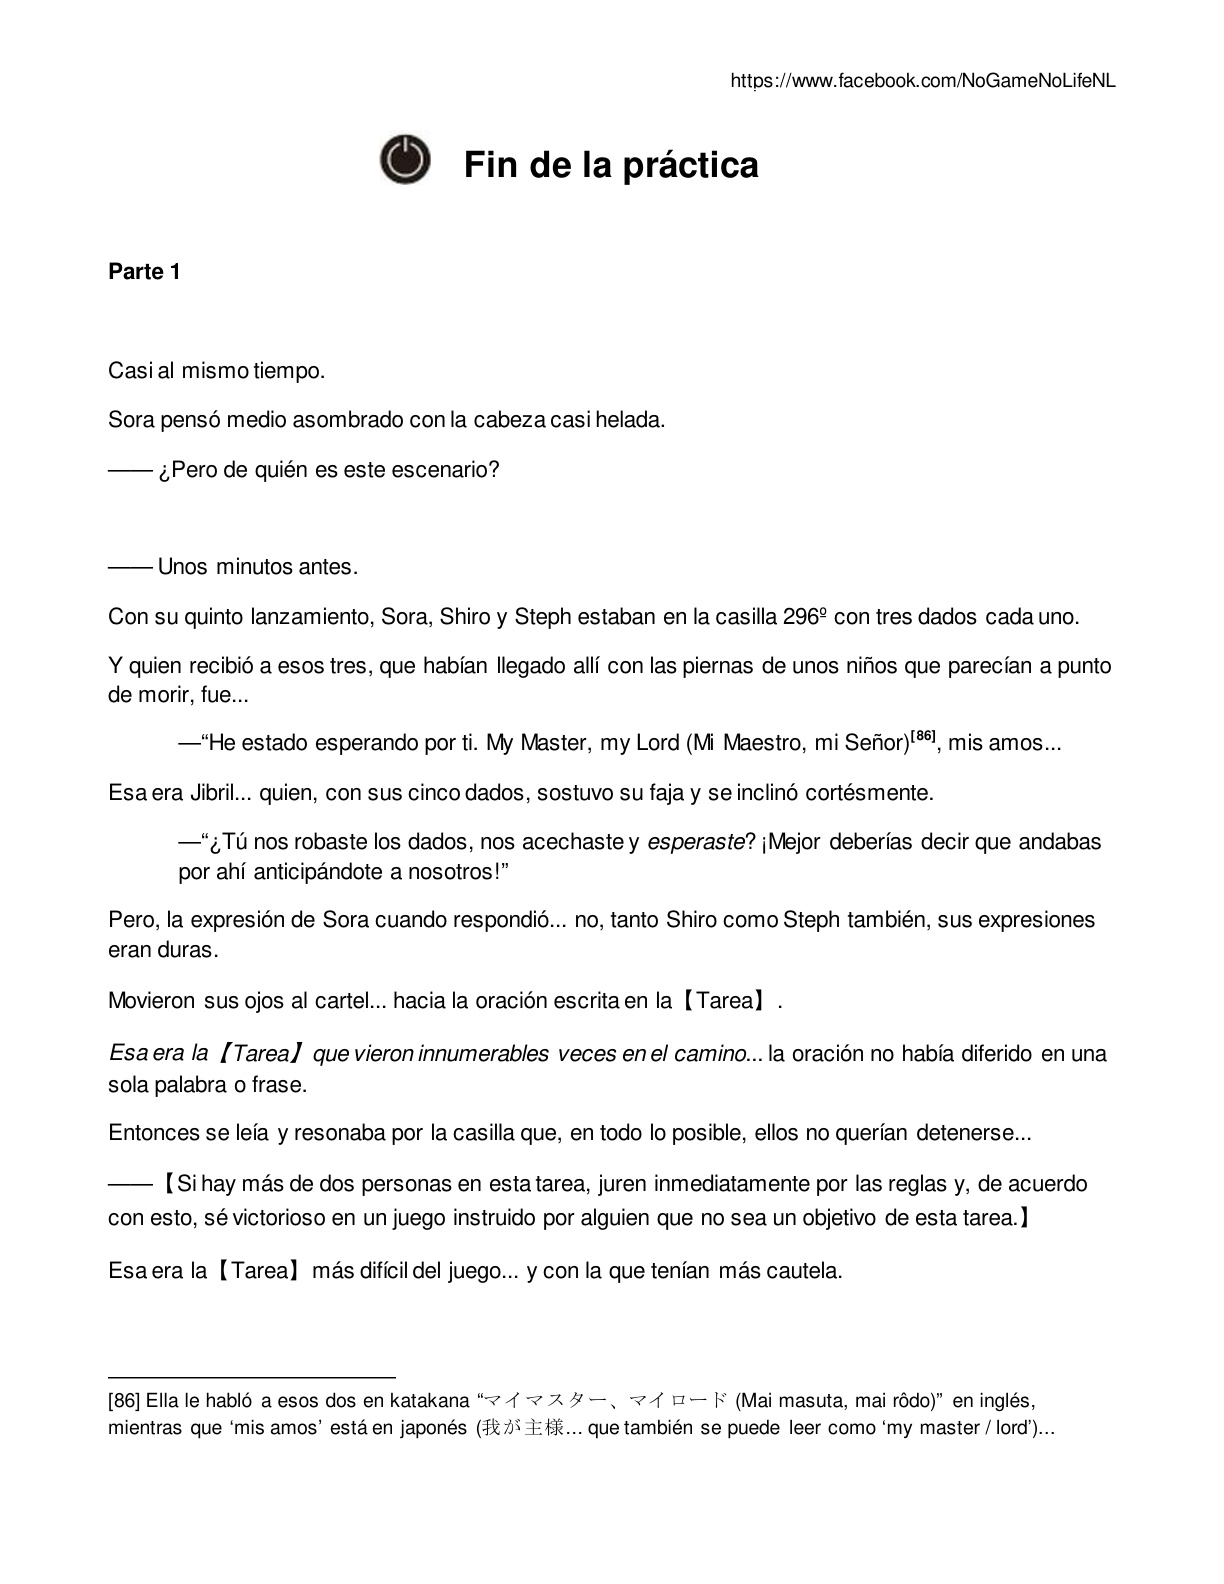 https://www.facebook.com/NoGameNoLifeNL
Fin de la práctica
Parte 1
Casi al mismo tiempo.
Sora pensó medio asombrado con la cabeza casi helada.
—— ¿Pero de quién es este escenario?
—— Unos minutos antes.
Con su quinto lanzamiento, Sora, Shiro y Steph estaban en la casilla 296º con tres dados cada uno.
Y quien recibió a esos tres, que habían llegado allí con las piernas de unos niños que parecían a punto
de morir, fue...
—“He estado esperando por ti. My Master, my Lord (Mi Maestro, mi Señor)[86], mis amos...
Esa era Jibril... quien, con sus cinco dados, sostuvo su faja y se inclinó cortésmente.
—“¿Tú nos robaste los dados, nos acechaste y esperaste? ¡Mejor deberías decir que andabas
por ahí anticipándote a nosotros!”
Pero, la expresión de Sora cuando respondió... no, tanto Shiro como Steph también, sus expresiones
eran duras.
Movieron sus ojos al cartel... hacia la oración escrita en la【Tarea】.
Esa era la【Tarea】que vieron innumerables veces en el camino... la oración no había diferido en una
sola palabra o frase.
Entonces se leía y resonaba por la casilla que, en todo lo posible, ellos no querían detenerse...
——【Si hay más de dos personas en esta tarea, juren inmediatamente por las reglas y, de acuerdo
con esto, sé victorioso en un juego instruido por alguien que no sea un objetivo de esta tarea.】
Esa era la【Tarea】más difícil del juego... y con la que tenían más cautela.
[86] Ella le habló a esos dos en katakana “マイマスター、マイロード (Mai masuta, mai rôdo)” en inglés,
mientras que ‘mis amos’ está en japonés (我が主様... que también se puede leer como ‘my master / lord’)...